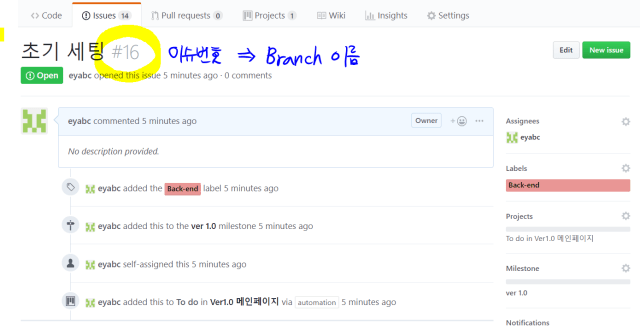 Code Issues 14 Pull requests 0 Projects 1 Wiki Insights Settings
초기 세팅 #16 이슈번호 ⇒ Branch 이름 Edit New issue
Open eyabc opened this issue 5 minutes ago · 0 comments
eyabc commented 5 minutes ago Owner
No description provided.
eyabc added the Back-end label 5 minutes ago
eyabc added this to the ver 1.0 milestone 5 minutes ago
eyabc self-assigned this 5 minutes ago
eyabc added this to To do in Ver1.0 메인페이지 via automation 5 minutes ago
Assignees
eyabc
Labels
Back-end
Projects
To do in Ver1.0 메인페이지
Milestone
ver 1.0
Notifications